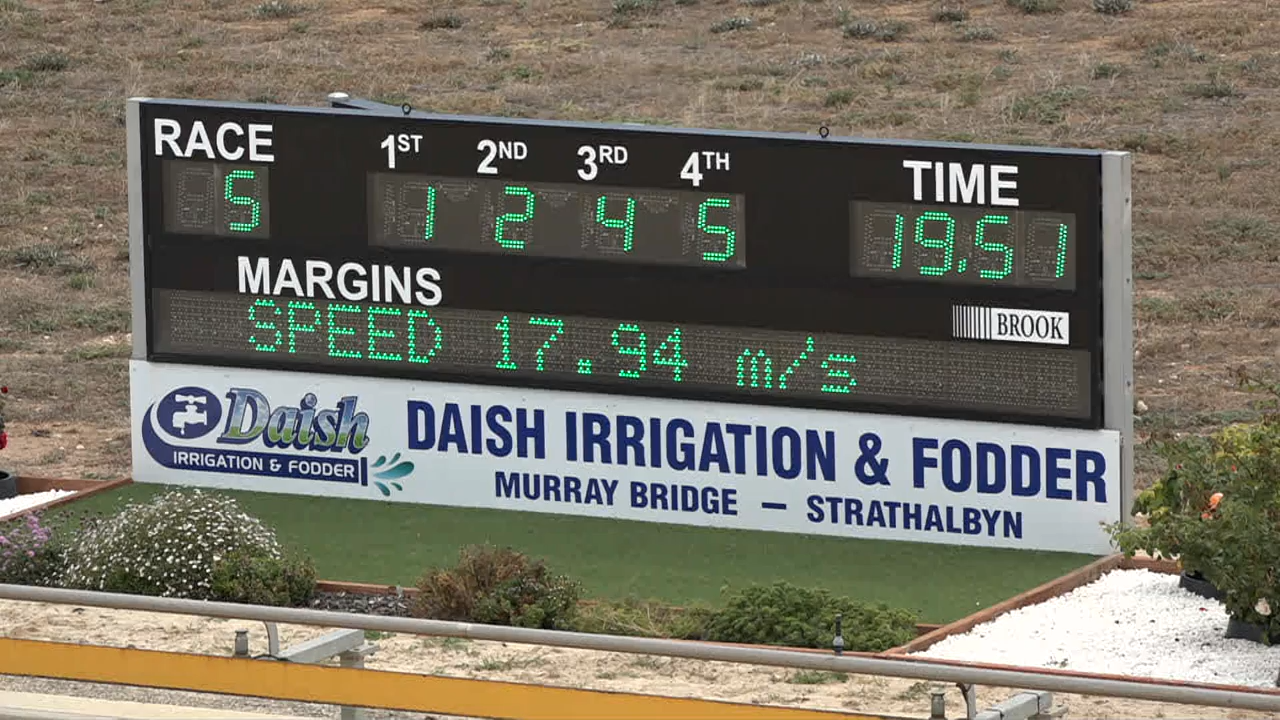 RACE 1ST 2ND 3RD 4TH TIME
5 1 2 4 5 19.51
MARGINS
BROOK
SPEED 17.94 m/s
Daish
IRRIGATION & FODDER
DAISH IRRIGATION & FODDER
MURRAY BRIDGE – STRATHALBYN